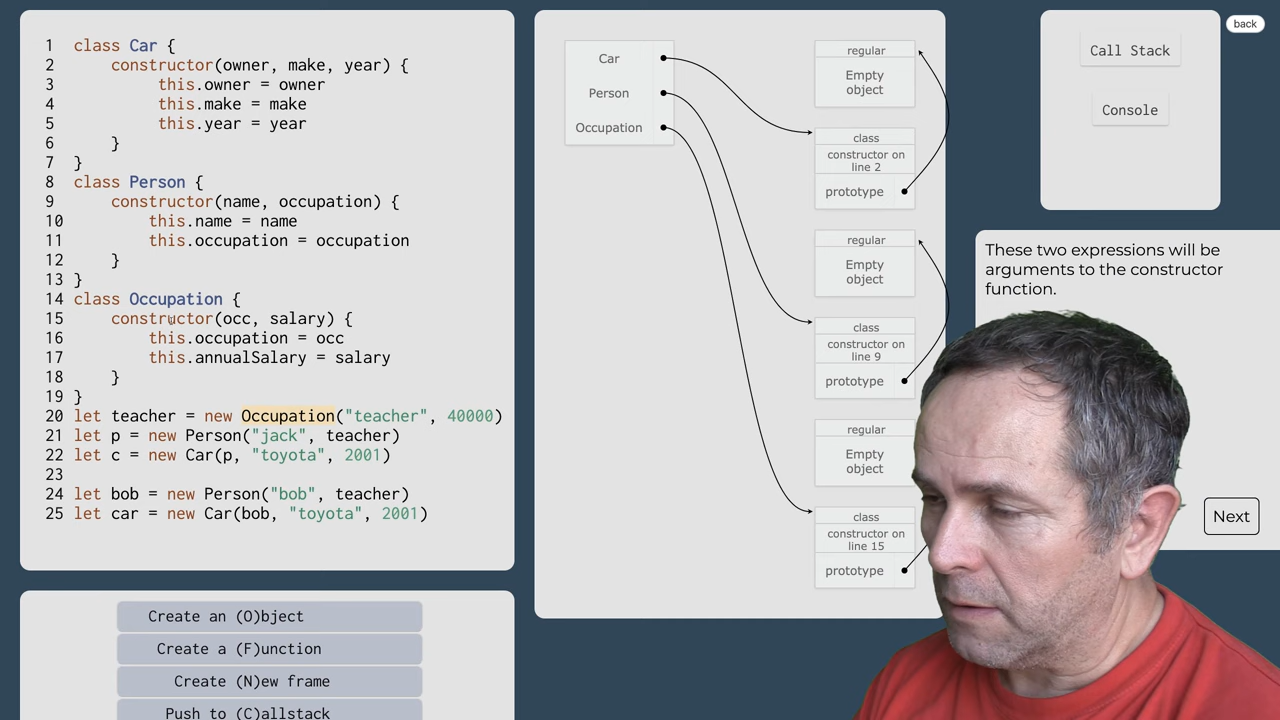 1 class Car {
2 constructor(owner, make, year) {
3 this.owner = owner
4 this.make = make
5 this.year = year
6 }
7 }
8 class Person {
9 constructor(name, occupation) {
10 this.name = name
11 this.occupation = occupation
12 }
13 }
14 class Occupation {
15 constructor(occ, salary) {
16 this.occupation = occ
17 this.annualSalary = salary
18 }
19 }
20 let teacher = new Occupation("teacher", 40000)
21 let p = new Person("jack", teacher)
22 let c = new Car(p, "toyota", 2001)
23
24 let bob = new Person("bob", teacher)
25 let car = new Car(bob, "toyota", 2001)
Create an (O)bject
Create a (F)unction
Create (N)ew frame
Push to (C)allstack
Car
Person
Occupation
regular
Empty
object
class
constructor on
line 2
prototype
regular
Empty
object
class
constructor on
line 9
prototype
regular
Empty
object
class
constructor on
line 15
prototype
Call Stack
Console
back
These two expressions will be
arguments to the constructor
function.
Next